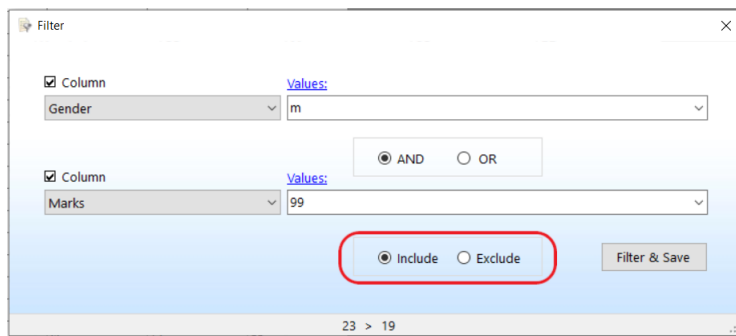 Filter
Column
Values:
Gender
m
AND
OR
Column
Values:
Marks
99
Include
Exclude
Filter & Save
23 > 19